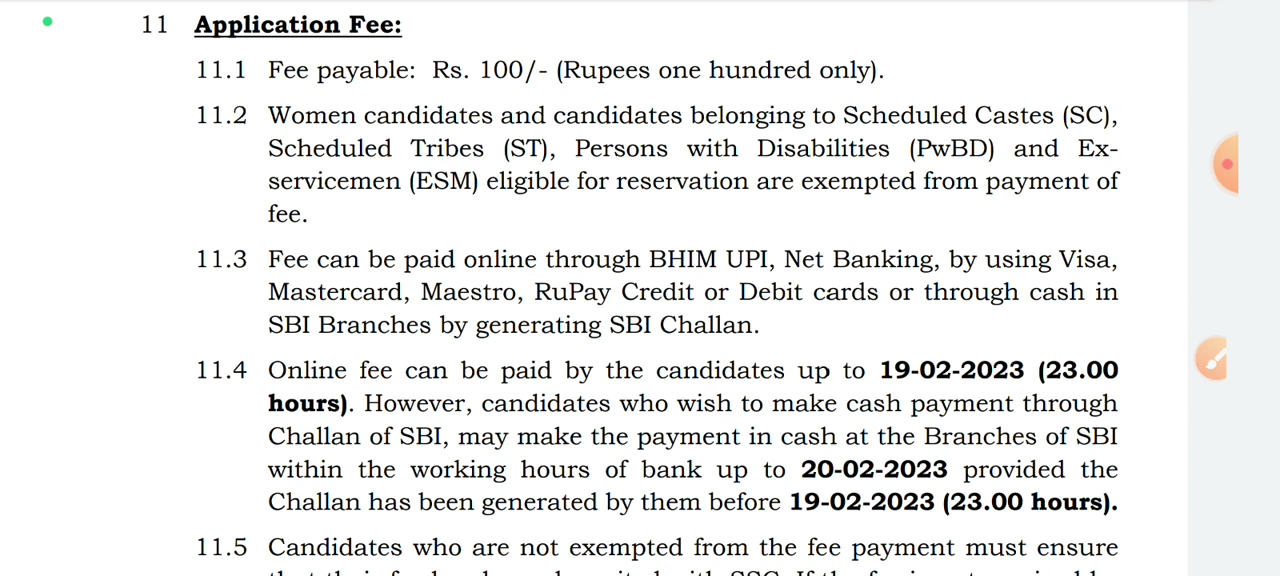 11 Application Fee:
11.1 Fee payable: Rs. 100/- (Rupees one hundred only).
11.2 Women candidates and candidates belonging to Scheduled Castes (SC),
Scheduled Tribes (ST), Persons with Disabilities (PwBD) and Ex-
servicemen (ESM) eligible for reservation are exempted from payment of
fee.
11.3 Fee can be paid online through BHIM UPI, Net Banking, by using Visa,
Mastercard, Maestro, RuPay Credit or Debit cards or through cash in
SBI Branches by generating SBI Challan.
11.4 Online fee can be paid by the candidates up to 19-02-2023 (23.00
hours). However, candidates who wish to make cash payment through
Challan of SBI, may make the payment in cash at the Branches of SBI
within the working hours of bank up to 20-02-2023 provided the
Challan has been generated by them before 19-02-2023 (23.00 hours).
11.5 Candidates who are not exempted from the fee payment must ensure